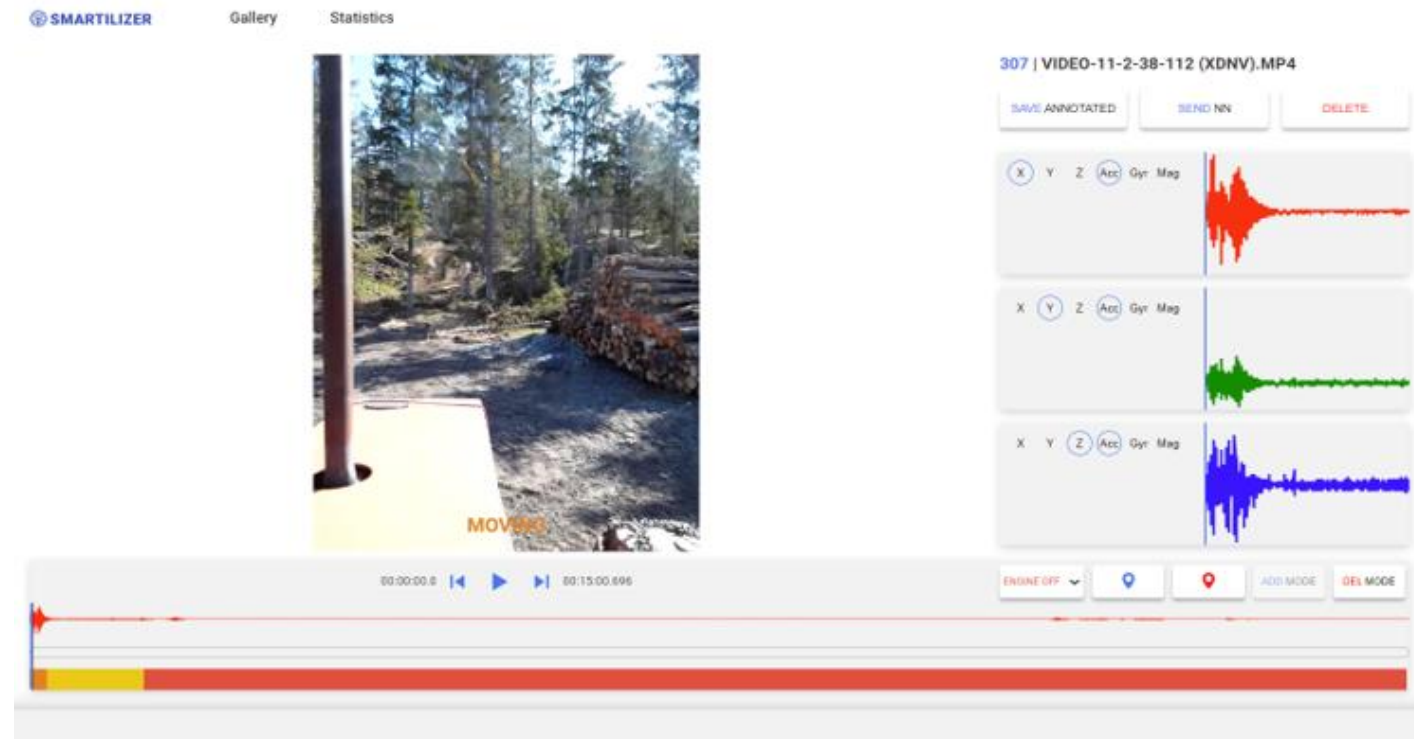 SMARTILIZER Gallery Statistics
307 | VIDEO-11-2-38-112 (XDNV).MP4
SAVE ANNOTATED SEND NN DELETE
X Y Z Acc Gyr Mag
X Y Z Acc Gyr Mag
X Y Z Acc Gyr Mag
MOVING
00:00:00.0 00:15:00.696
ENGINE OFF ADD MODE DEL MODE